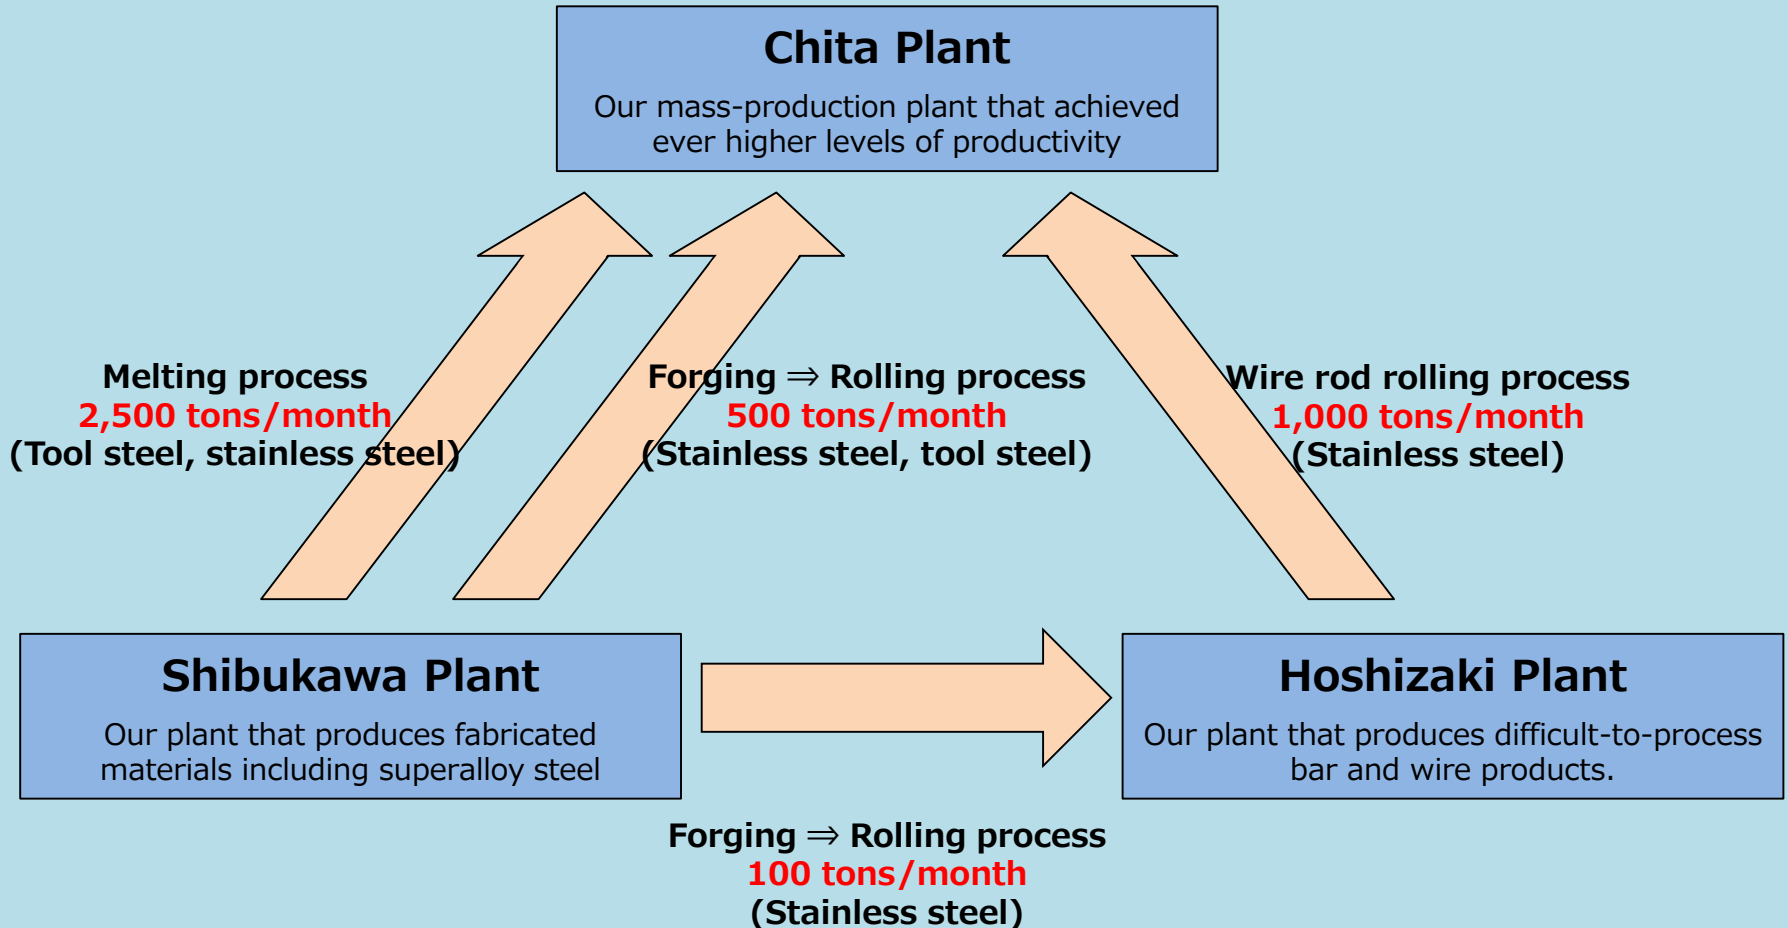 Chita Plant
Our mass-production plant that achieved
ever higher levels of productivity
Melting process
2,500 tons/month
(Tool steel, stainless steel)
Forging ⇒ Rolling process
500 tons/month
(Stainless steel, tool steel)
Wire rod rolling process
1,000 tons/month
(Stainless steel)
Shibukawa Plant
Our plant that produces fabricated
materials including superalloy steel
Hoshizaki Plant
Our plant that produces difficult-to-process
bar and wire products.
Forging ⇒ Rolling process
100 tons/month
(Stainless steel)